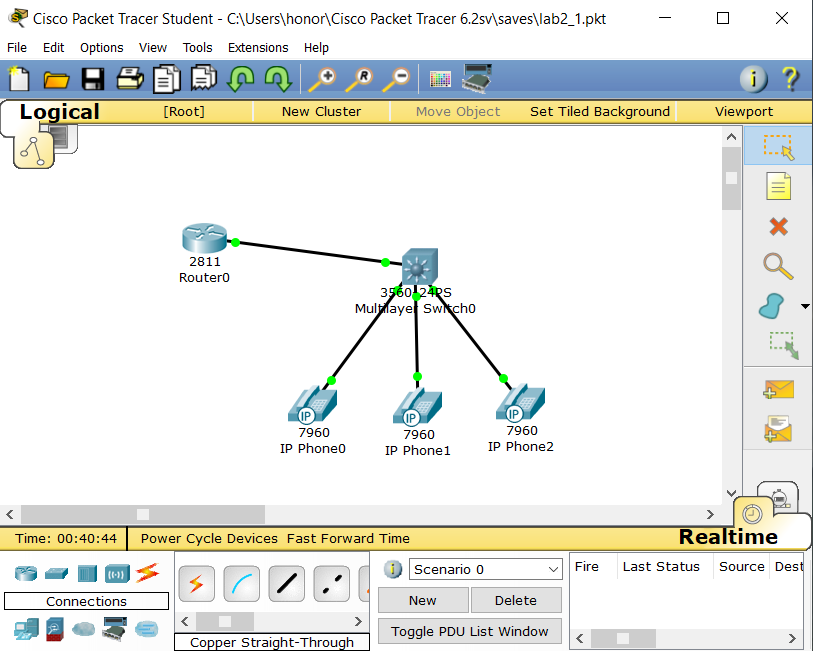 Cisco Packet Tracer Student - C:\Users\honor\Cisco Packet Tracer 6.2sv\saves\lab2_1.pkt
File Edit Options View Tools Extensions Help
Logical [Root] New Cluster Move Object Set Tiled Background Viewport
2811
Router0
3560-24PS
Multilayer Switch0
IP IP IP
7960 7960 7960
IP Phone0 IP Phone1 IP Phone2
Time: 00:40:44 Power Cycle Devices Fast Forward Time Realtime
Scenario 0 Fire Last Status Source Dest
Connections
New Delete
Toggle PDU List Window
Copper Straight-Through